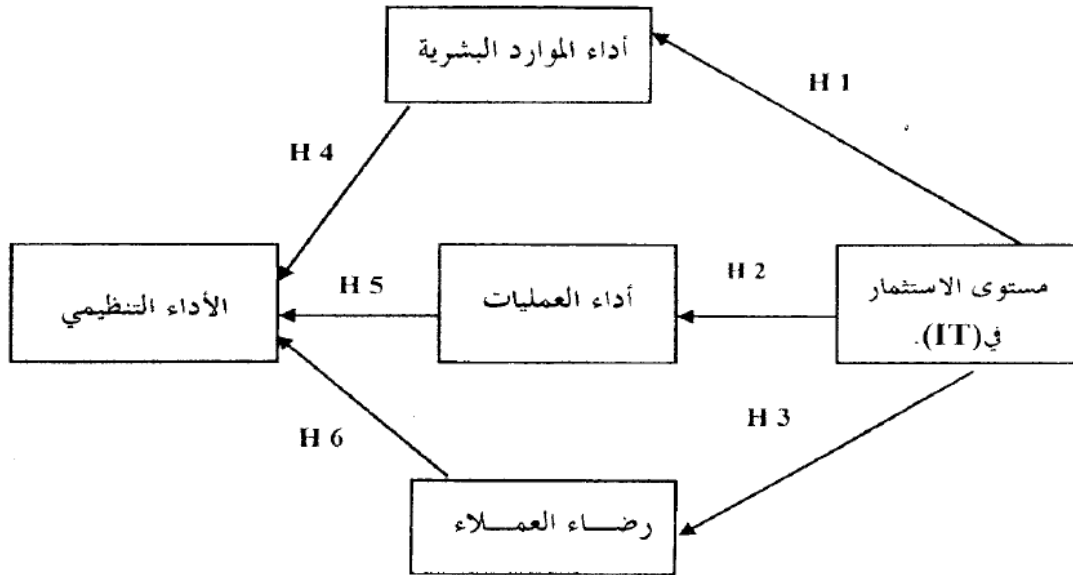 أداء الموارد البشرية
H 1
H 4
مستوى الاستثمار
في(IT).
H 2
أداء العمليات
H 5
الأداء التنظيمي
H 3
H 6
رضـــاء العمـــلاء